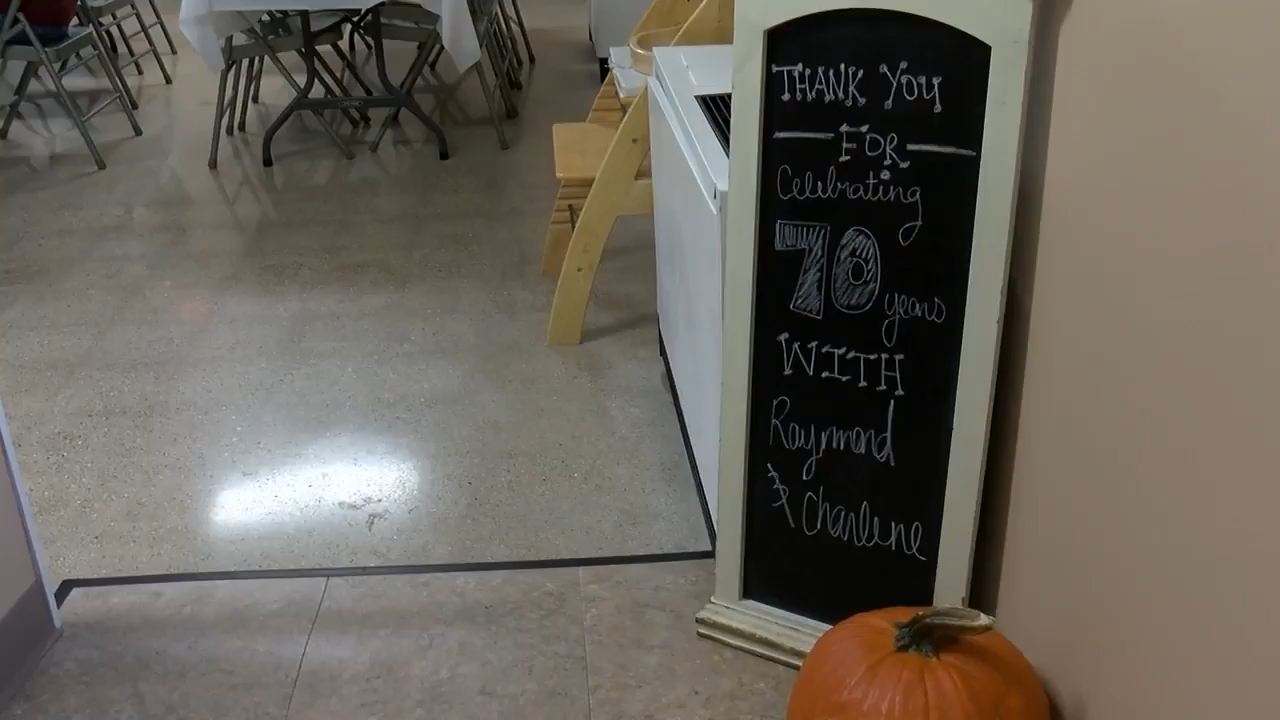 THANK YOU
FOR
Celebrating
70 years
WITH
Raymond
& Charlene